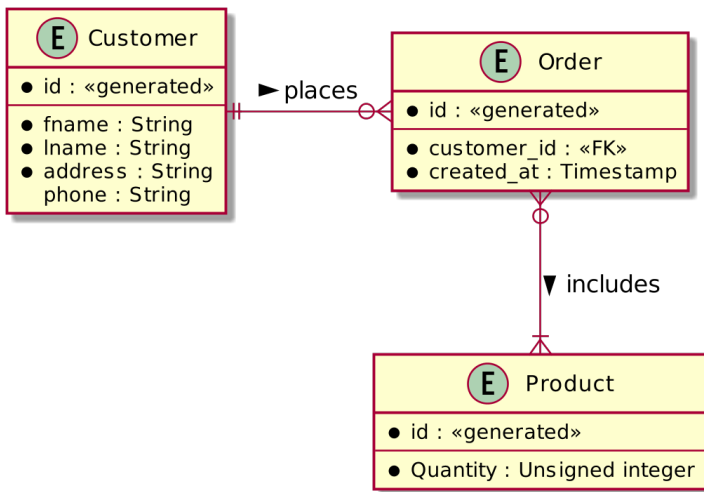 E Customer
• id : «generated»
• fname : String
• lname : String
• address : String
phone : String
► places
E Order
• id : «generated»
• customer_id : «FK»
• created_at : Timestamp
▼ includes
E Product
• id : «generated»
• Quantity : Unsigned integer